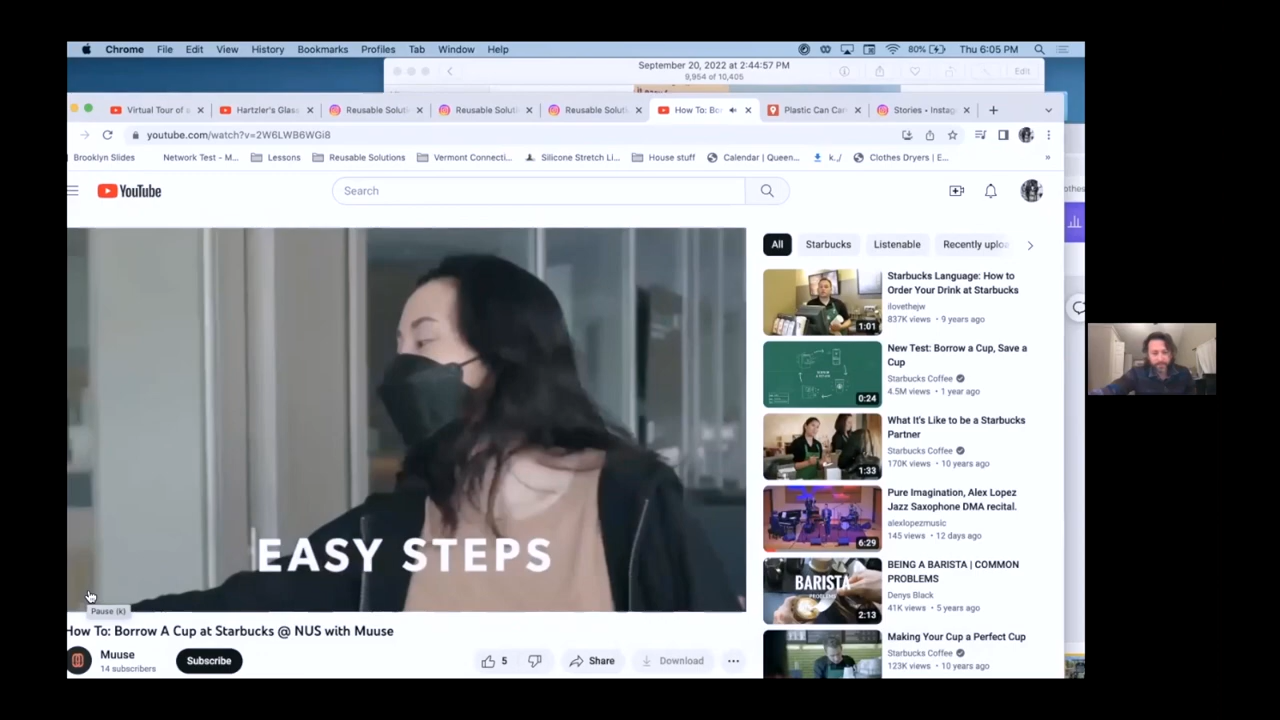 Chrome File Edit View History Bookmarks Profiles Tab Window Help
80% Thu 6:05 PM
September 20, 2022 at 2:44:57 PM
9,954 of 10,405
Edit
Virtual Tour of
Hartzler's Glass
Reusable Soluti
Reusable Soluti
Reusable Soluti
How To: Bor
Plastic Can Car
Stories • Instag
youtube.com/watch?v=2W6LWB6WGi8
Brooklyn Slides
Network Test - M...
Lessons
Reusable Solutions
Vermont Connecti...
Silicone Stretch Li...
House stuff
Calendar | Queen...
k../
Clothes Dryers | E...
»
YouTube
Search
All
Starbucks
Listenable
Recently uploa
EASY STEPS
Pause (k)
How To: Borrow A Cup at Starbucks @ NUS with Muuse
Muuse
14 subscribers
Subscribe
5
Share
Download
Starbucks Language: How to
Order Your Drink at Starbucks
ilovethejw
837K views • 9 years ago
1:01
New Test: Borrow a Cup, Save a
Cup
Starbucks Coffee
4.5M views • 1 year ago
0:24
What It's Like to be a Starbucks
Partner
Starbucks Coffee
170K views • 10 years ago
1:33
Pure Imagination, Alex Lopez
Jazz Saxophone DMA recital.
alexlopezmusic
145 views • 12 days ago
6:29
BEING A BARISTA | COMMON
PROBLEMS
Denys Black
41K views • 5 years ago
BARISTA
PROBLEMS
2:13
Making Your Cup a Perfect Cup
Starbucks Coffee
123K views • 10 years ago